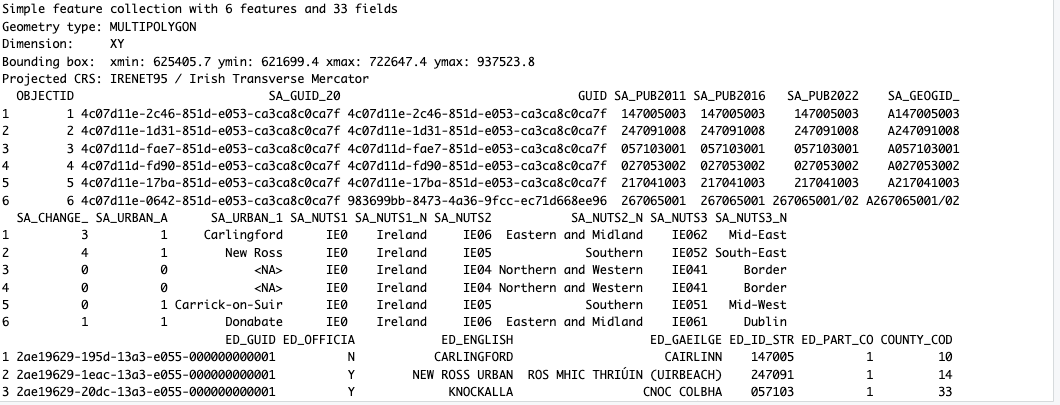 Simple feature collection with 6 features and 33 fields
Geometry type: MULTIPOLYGON
Dimension:     XY
Bounding box:  xmin: 625405.7 ymin: 621699.4 xmax: 722647.4 ymax: 937523.8
Projected CRS: IRENET95 / Irish Transverse Mercator
  OBJECTID                           SA_GUID_20                                 GUID SA_PUB2011 SA_PUB2016   SA_PUB2022    SA_GEOGID_
1        1 4c07d11e-2c46-851d-e053-ca3ca8c0ca7f 4c07d11e-2c46-851d-e053-ca3ca8c0ca7f  147005003  147005003    147005003    A147005003
2        2 4c07d11e-1d31-851d-e053-ca3ca8c0ca7f 4c07d11e-1d31-851d-e053-ca3ca8c0ca7f  247091008  247091008    247091008    A247091008
3        3 4c07d11d-fae7-851d-e053-ca3ca8c0ca7f 4c07d11d-fae7-851d-e053-ca3ca8c0ca7f  057103001  057103001    057103001    A057103001
4        4 4c07d11d-fd90-851d-e053-ca3ca8c0ca7f 4c07d11d-fd90-851d-e053-ca3ca8c0ca7f  027053002  027053002    027053002    A027053002
5        5 4c07d11e-17ba-851d-e053-ca3ca8c0ca7f 4c07d11e-17ba-851d-e053-ca3ca8c0ca7f  217041003  217041003    217041003    A217041003
6        6 4c07d11e-0642-851d-e053-ca3ca8c0ca7f 983699bb-8473-4a36-9fcc-ec71d668ee96  267065001  267065001 267065001/02 A267065001/02
  SA_CHANGE_ SA_URBAN_A      SA_URBAN_1 SA_NUTS1 SA_NUTS1_N SA_NUTS2           SA_NUTS2_N SA_NUTS3 SA_NUTS3_N
1          3          1     Carlingford      IE0    Ireland     IE06  Eastern and Midland    IE062   Mid-East
2          4          1        New Ross      IE0    Ireland     IE05             Southern    IE052 South-East
3          0          0            <NA>      IE0    Ireland     IE04 Northern and Western    IE041     Border
4          0          0            <NA>      IE0    Ireland     IE04 Northern and Western    IE041     Border
5          0          1 Carrick-on-Suir      IE0    Ireland     IE05             Southern    IE051   Mid-West
6          1          1        Donabate      IE0    Ireland     IE06  Eastern and Midland    IE061     Dublin
                               ED_GUID ED_OFFICIA           ED_ENGLISH                 ED_GAEILGE ED_ID_STR ED_PART_CO COUNTY_COD
1 2ae19629-195d-13a3-e055-000000000001          N          CARLINGFORD                   CAIRLINN    147005          1         10
2 2ae19629-1eac-13a3-e055-000000000001          Y       NEW ROSS URBAN  ROS MHIC THRIÚIN (UIRBEACH)    247091          1         14
3 2ae19629-20dc-13a3-e055-000000000001          Y            KNOCKALLA                CNOC COLBHA    057103          1         33